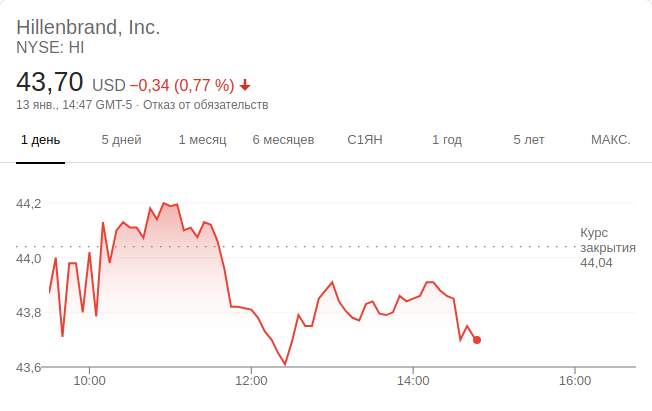 Hillenbrand, Inc.
NYSE: HI
43,70 USD −0,34 (0,77 %)
13 янв., 14:47 GMT-5 · Отказ от обязательств
1 день 5 дней 1 месяц 6 месяцев С1ЯН 1 год 5 лет МАКС.
44,2
Курс
закрытия
44,04
44,0
43,8
43,6
10:00 12:00 14:00 16:00